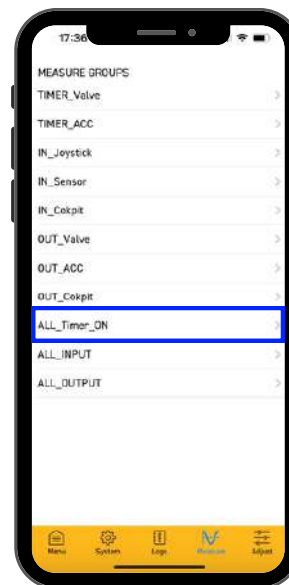 17:36
MEASURE GROUPS
TIMER_Valve
TIMER_ACC
IN_Joystick
IN_Sensor
IN_Cokpit
OUT_Valve
OUT_ACC
OUT_Cokpit
ALL_Timer_ON
ALL_INPUT
ALL_OUTPUT
Menu System Logs Measure Adjust